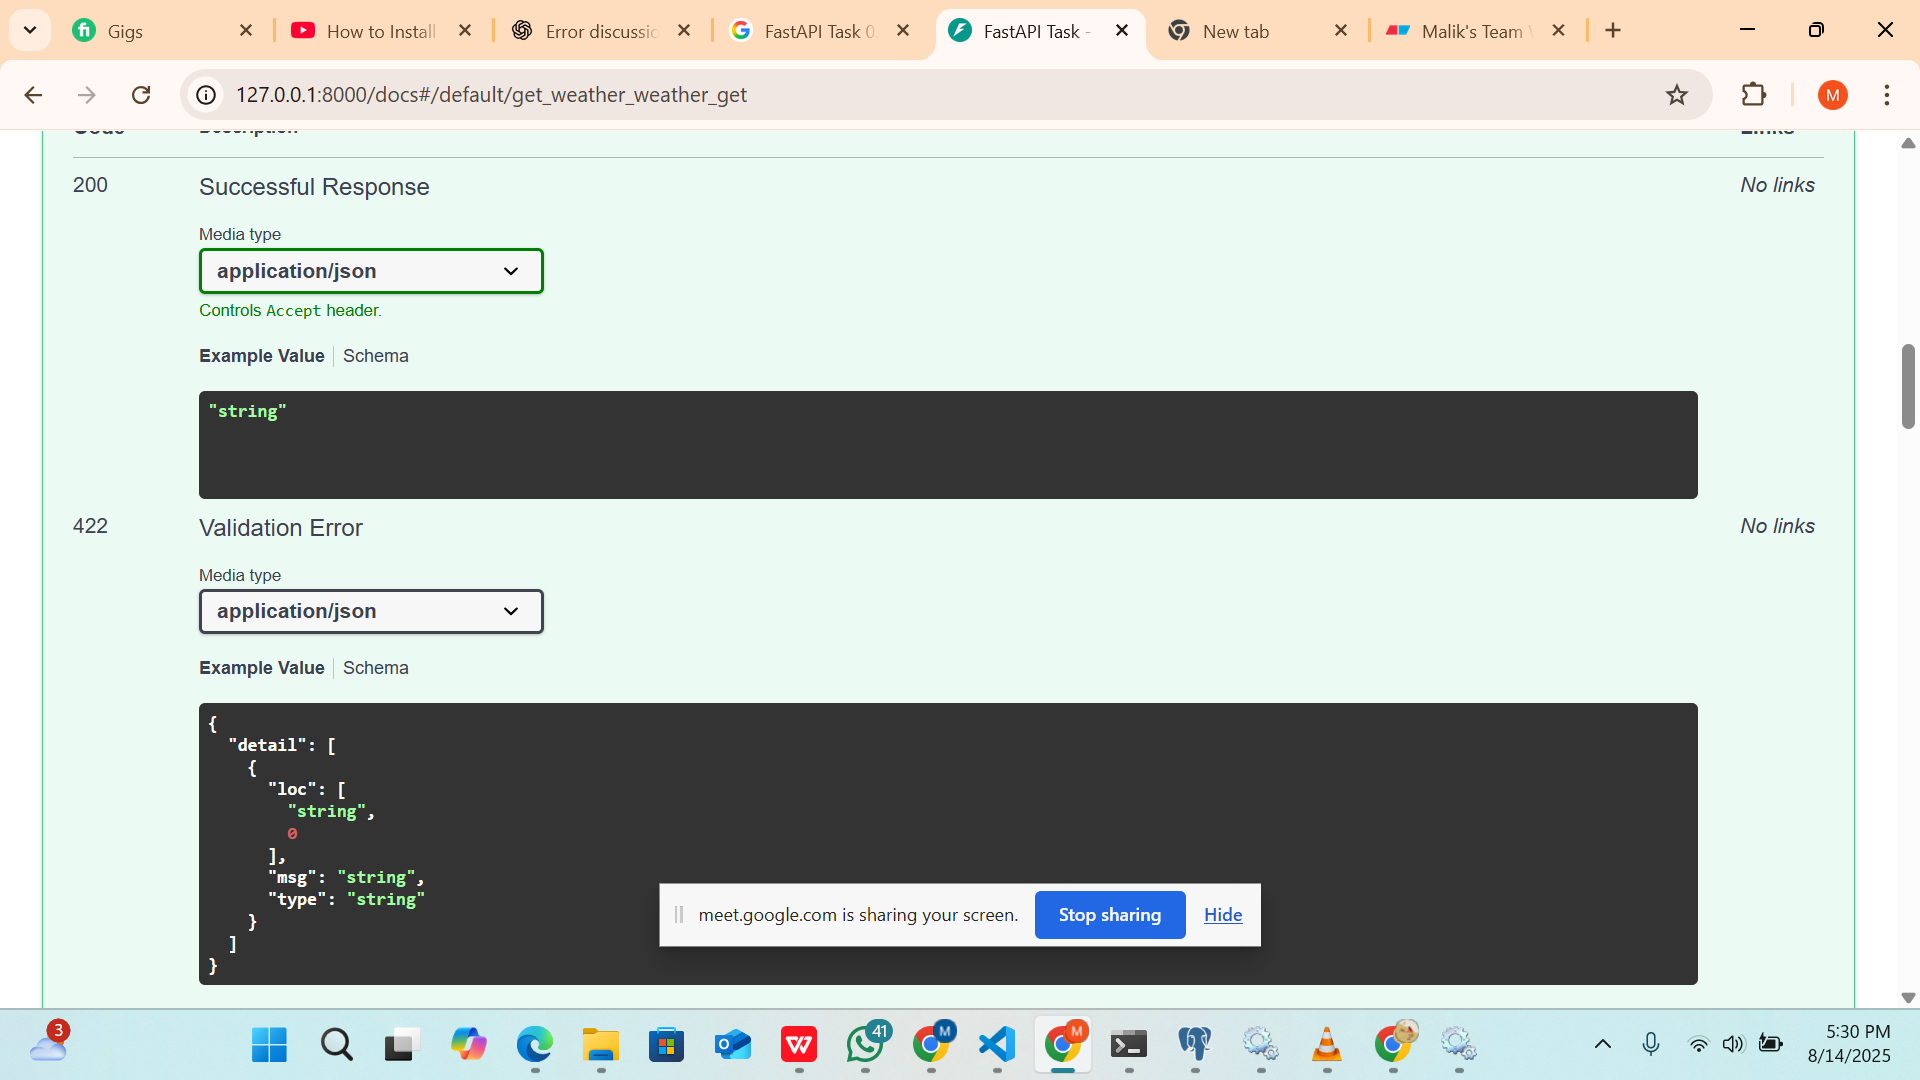 Gigs
How to Install
Error discussio
FastAPI Task 0
FastAPI Task -
New tab
Malik's Team
127.0.0.1:8000/docs#/default/get_weather_weather_get
M
Code Description Links
200 Successful Response No links
Media type
application/json
Controls Accept header.
Example Value Schema
"string"
422 Validation Error No links
Media type
application/json
Example Value Schema
{
"detail": [
{
"loc": [
"string",
0
],
"msg": "string",
"type": "string"
}
]
}
meet.google.com is sharing your screen. Stop sharing Hide
3
41
M
M
5:30 PM
8/14/2025